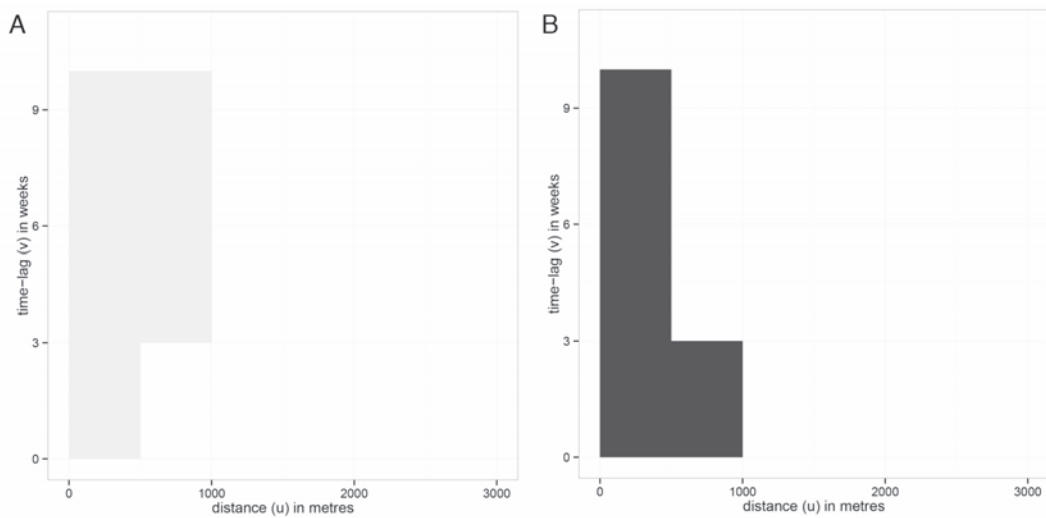 A
9
6
3
0
time-lag (v) in weeks
0 1000 2000 3000
distance (u) in metres
B
9
6
3
0
time-lag (v) in weeks
0 1000 2000 3000
distance (u) in metres